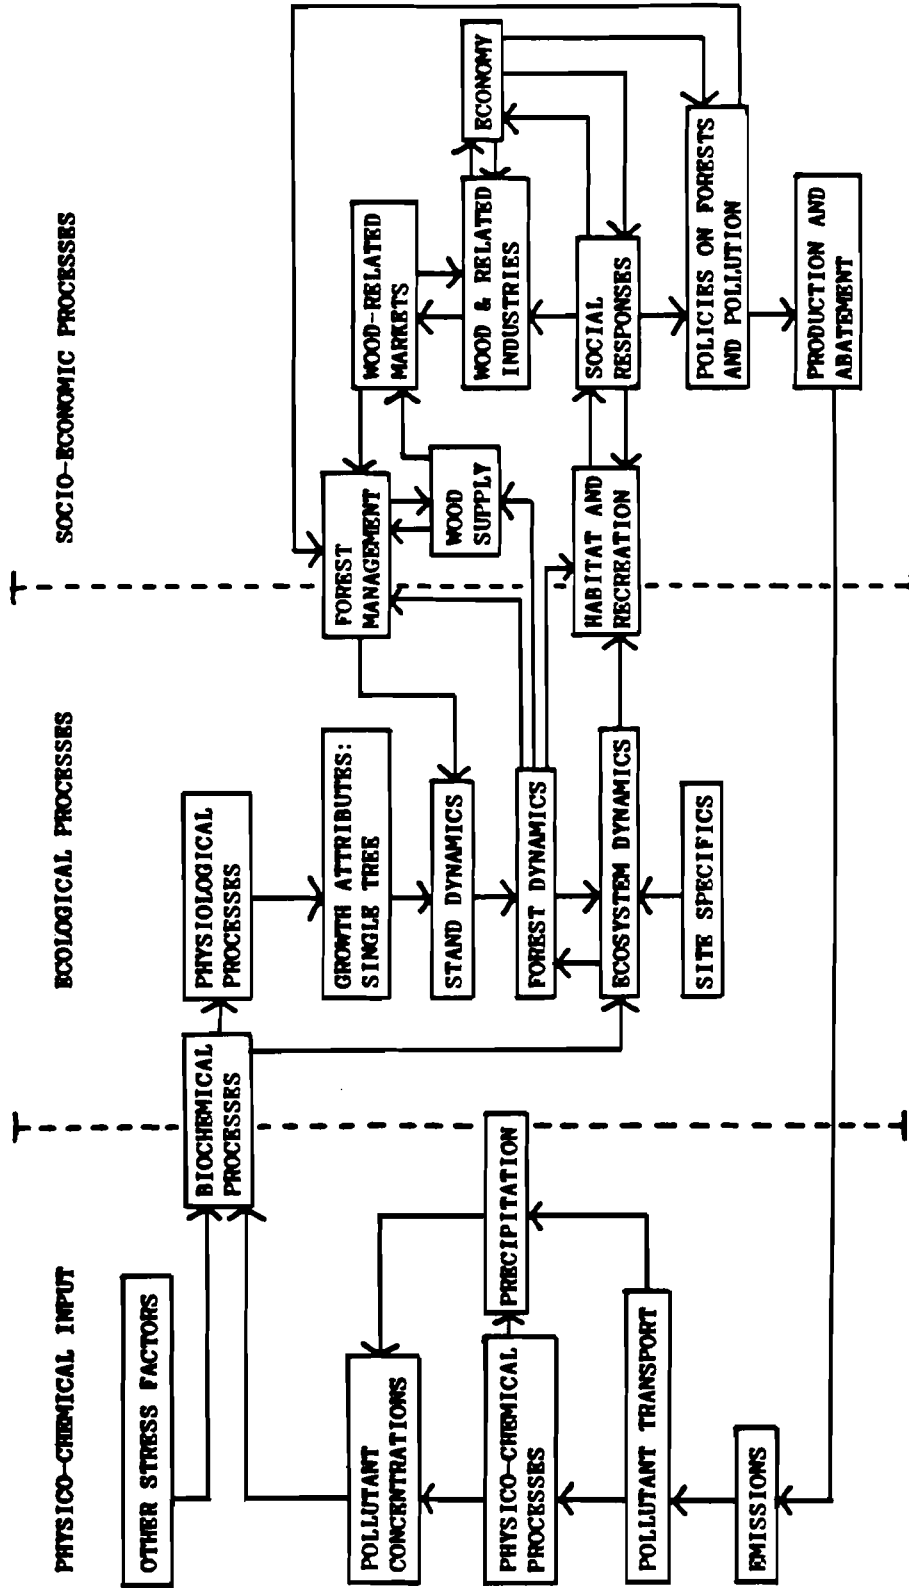 PHYSICO-CHEMICAL INPUT
ECOLOGICAL PROCESSES
SOCIO-ECONOMIC PROCESSES
OTHER STRESS FACTORS
BIOCHEMICAL
PROCESSES
PHYSIOLOGICAL
PROCESSES
POLLUTANT
CONCENTRATIONS
GROWTH ATTRIBUTES:
SINGLE TREE
FOREST
MANAGEMENT
WOOD-RELATED
MARKETS
PHYSICO-CHEMICAL
PROCESSES
PRECIPITATION
STAND DYNAMICS
WOOD
SUPPLY
WOOD & RELATED
INDUSTRIES
ECONOMY
FOREST DYNAMICS
POLLUTANT TRANSPORT
ECOSYSTEM DYNAMICS
HABITAT AND
RECREATION
SOCIAL
RESPONSES
SITE SPECIFICS
POLICIES ON FORESTS
AND POLLUTION
EMISSIONS
PRODUCTION AND
ABATEMENT